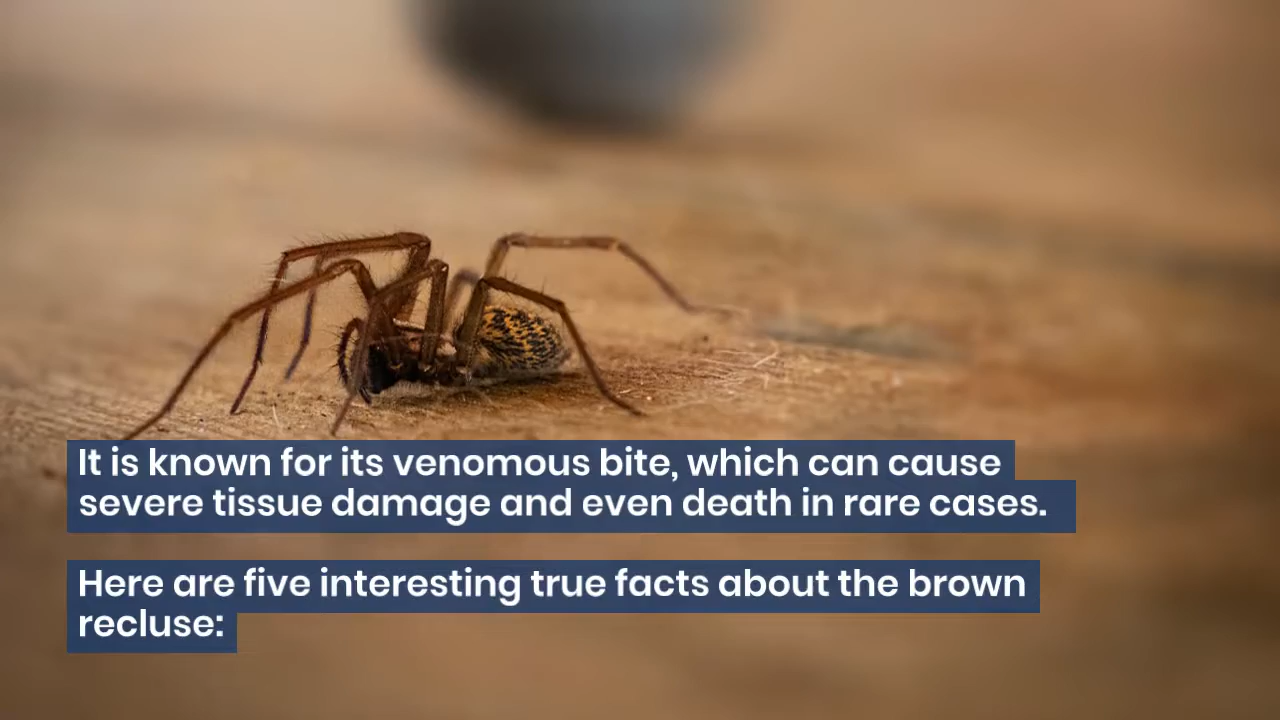 It is known for its venomous bite, which can cause
severe tissue damage and even death in rare cases.
Here are five interesting true facts about the brown
recluse: